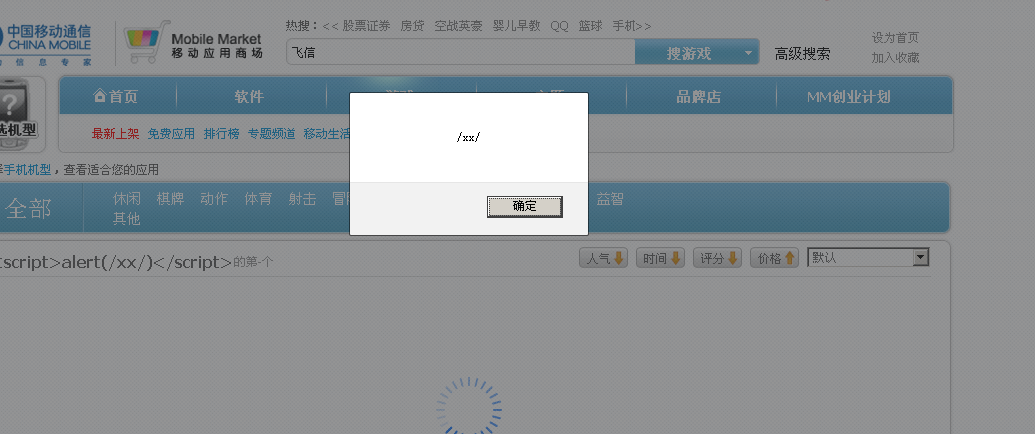 热搜：<< 股票证券 房贷 空战英豪 婴儿早教 QQ 篮球 手机>>
中国移动通信
CHINA MOBILE
信 息 专 家
Mobile Market
移动应用商场
飞信
搜游戏
高级搜索
设为首页
加入收藏
选机型
首页
软件
品牌店
MM创业计划
最新上架 免费应用 排行榜 专题频道 移动生活
/xx/
确定
手机机型，查看适合您的应用
全部
休闲 棋牌 动作 体育 射击 冒 益智
其他
script>alert(/xx/)</script>的第-个
人气 时间 评分 价格 默认